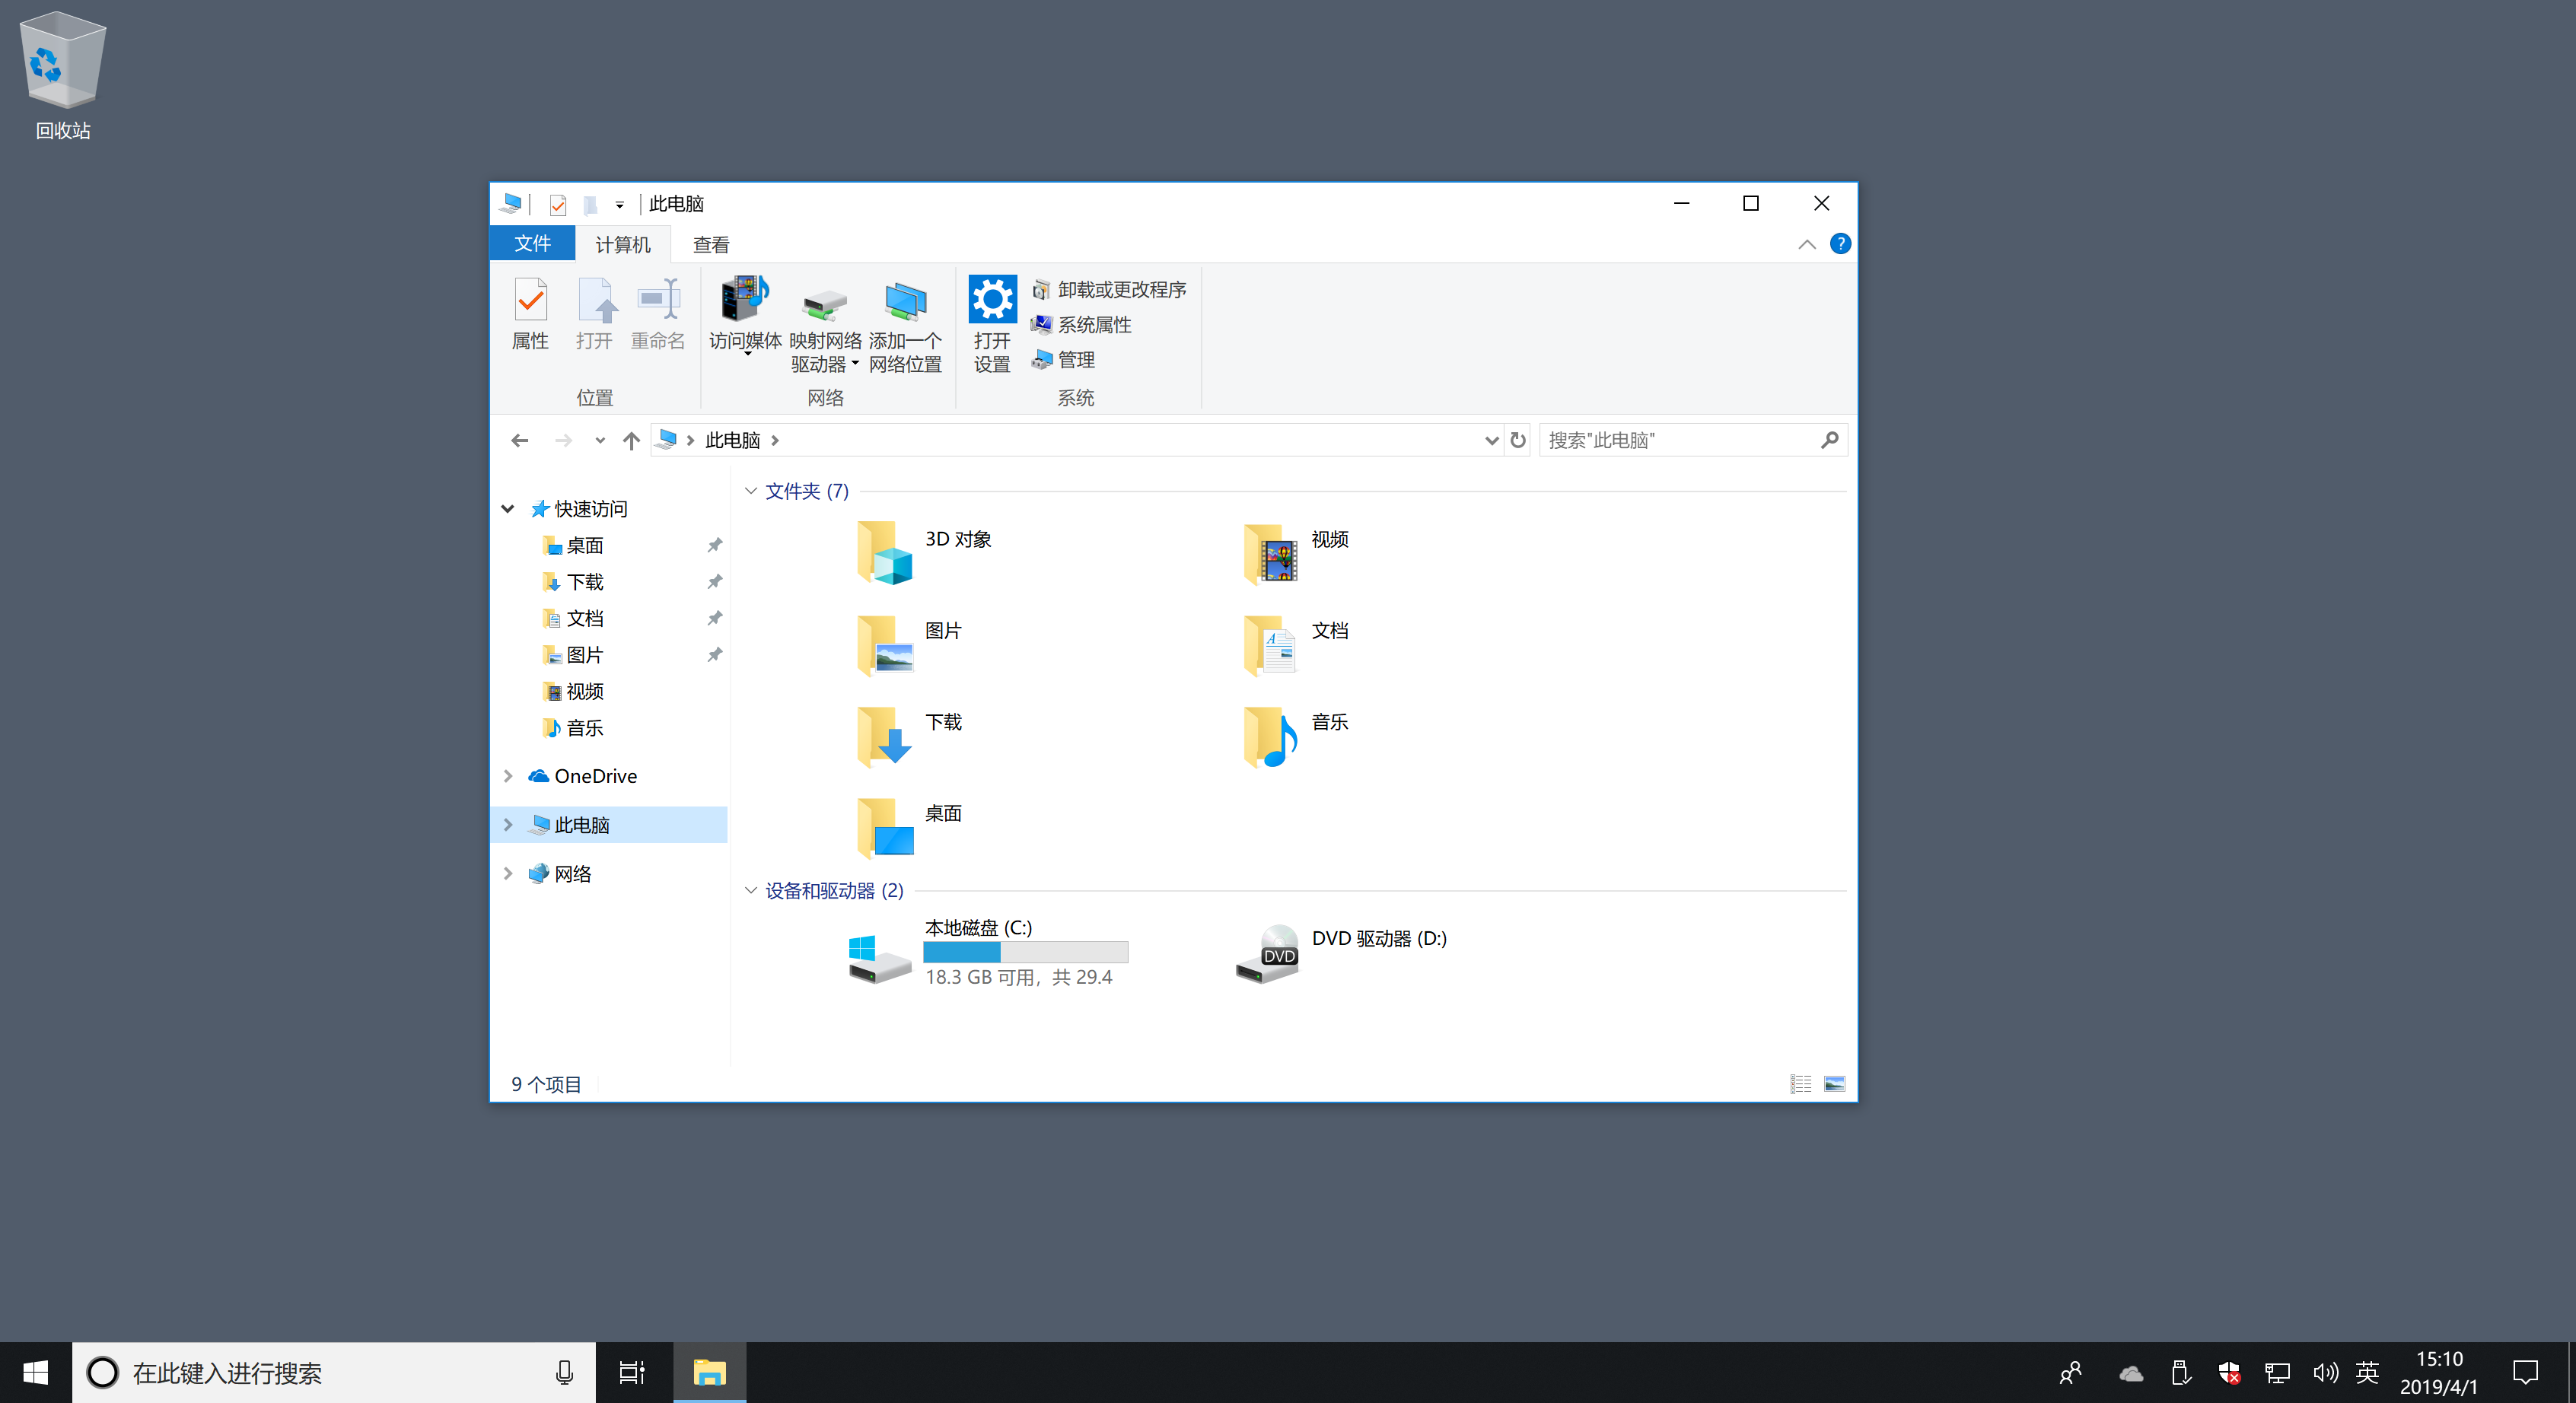 回收站
此电脑
文件 计算机 查看
属性 打开 重命名
访问媒体 映射网络驱动器 添加一个网络位置
打开设置
卸载或更改程序
系统属性
管理
位置 网络 系统
此电脑
搜索"此电脑"
快速访问
桌面
下载
文档
图片
视频
音乐
OneDrive
此电脑
网络
文件夹 (7)
3D 对象
视频
图片
文档
A
下载
音乐
桌面
设备和驱动器 (2)
本地磁盘 (C:)
18.3 GB 可用，共 29.4
DVD
DVD 驱动器 (D:)
9 个项目
在此键入进行搜索
英
15:10
2019/4/1